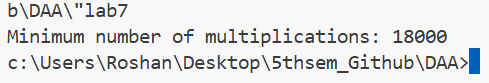 b\DAA\"lab7
Minimum number of multiplications: 18000
c:\Users\Roshan\Desktop\5thsem_Github\DAA>